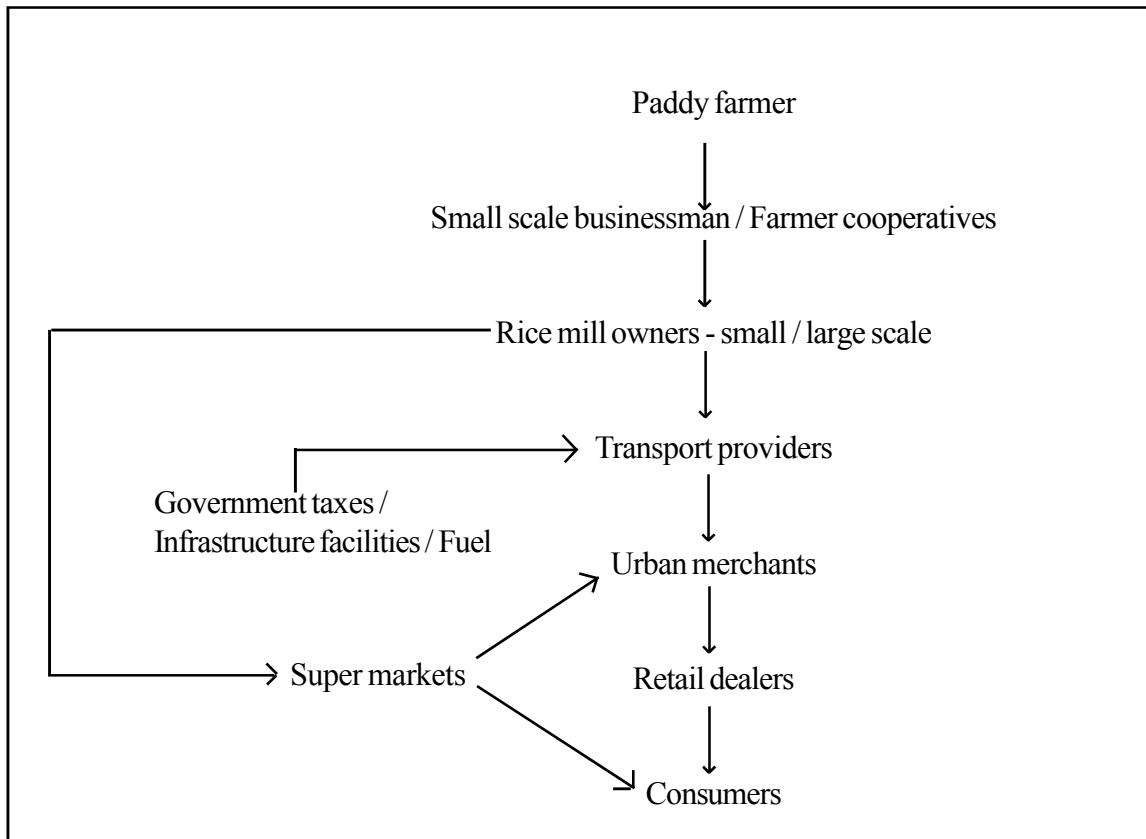 Paddy farmer
Small scale businessman / Farmer cooperatives
Rice mill owners - small / large scale
Transport providers
Government taxes /
Infrastructure facilities / Fuel
Urban merchants
Super markets
Retail dealers
Consumers